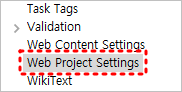 Task Tags
Validation
Web Content Settings
Web Project Settings
WikiText